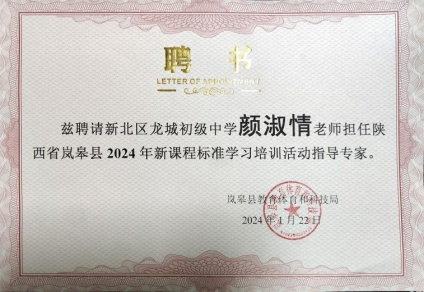 聘书
LETTER OF APPOINTMENT
兹聘请新北区龙城初级中学颜淑情老师担任陕
西省岚皋县2024年新课程标准学习培训活动指导专家。
岚皋县教育体育和科技局
2024年1月22日